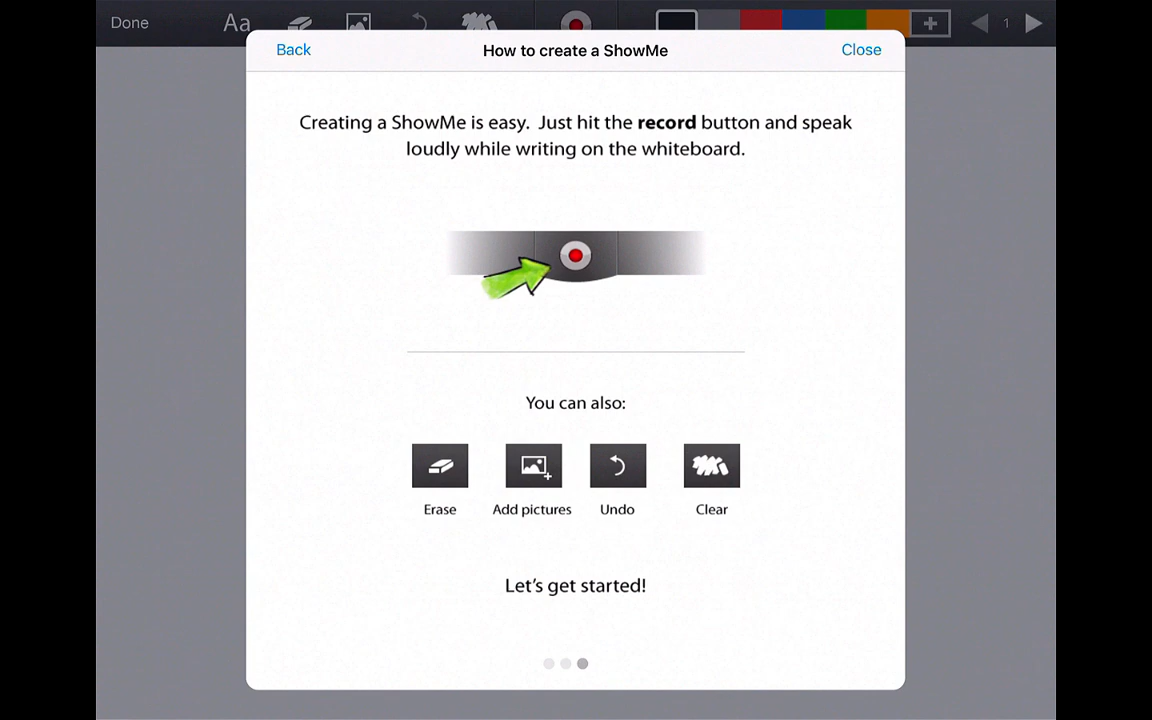 Done
Aa
1
Back
How to create a ShowMe
Close
Creating a ShowMe is easy.  Just hit the record button and speak
loudly while writing on the whiteboard.
You can also:
Erase
Add pictures
Undo
Clear
Let's get started!